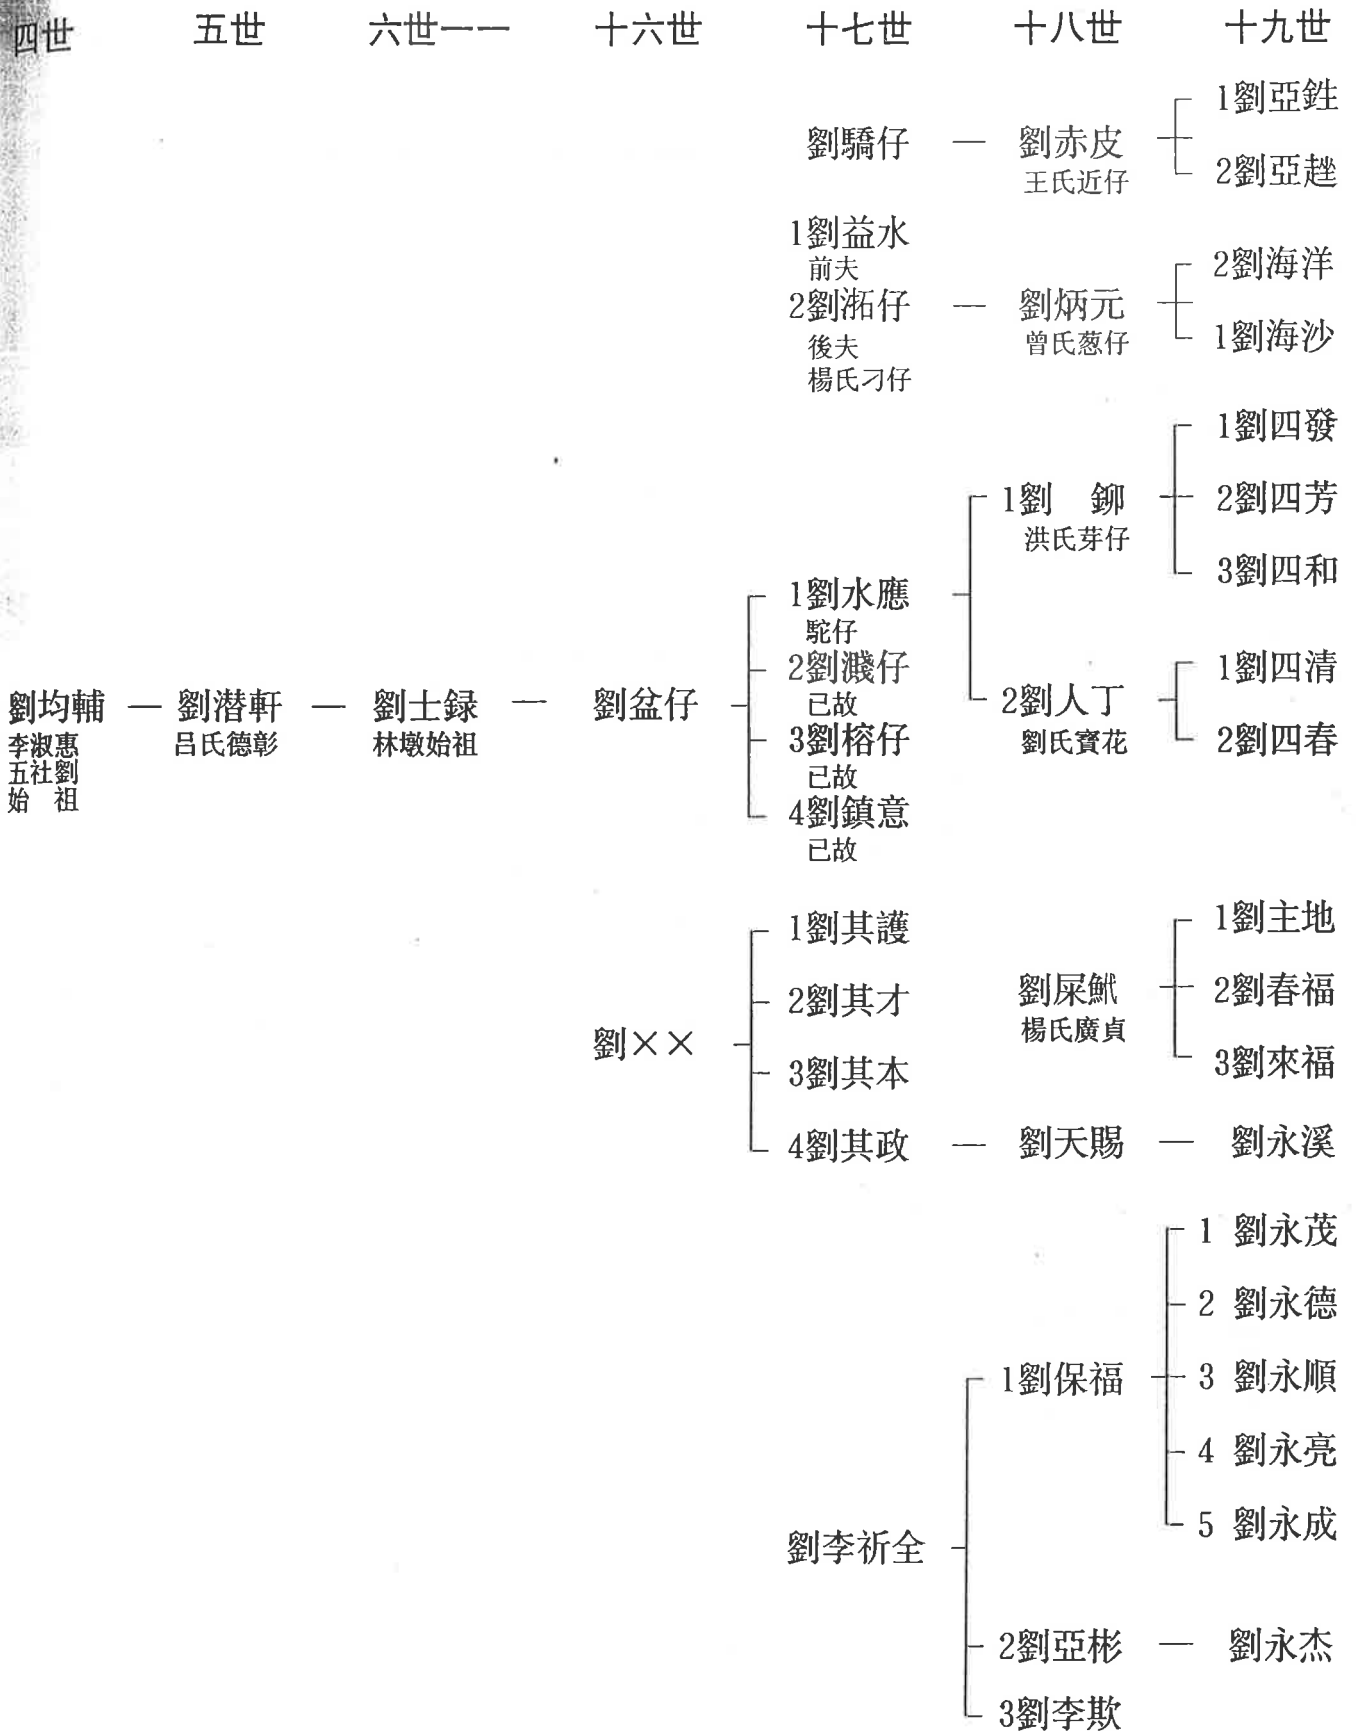 四世 五世 六世一一 十六世 十七世 十八世 十九世
1劉亞鉎
劉驕仔 — 劉赤皮
王氏近仔
2劉亞趖
1劉益水
前夫
2劉海洋
2劉㳓仔 — 劉炳元
後夫
曾氏葱仔
1劉海沙
楊氏刁仔
1劉四發
1劉 鉚
洪氏芽仔
2劉四芳
3劉四和
1劉水應
駝仔
2劉濺仔
已故
1劉四清
劉均輔 — 劉潜軒 — 劉士録 — 劉盆仔
李淑惠
五社劉
始 祖
呂氏德彰
林墩始祖
2劉人丁
劉氏寶花
3劉榕仔
已故
2劉四春
4劉鎮意
已故
1劉其護
1劉主地
2劉其才
劉屎
楊氏廣貞
2劉春福
劉××
3劉其本
3劉來福
4劉其政 — 劉天賜 — 劉永溪
1 劉永茂
2 劉永德
1劉保福
3 劉永順
4 劉永亮
5 劉永成
劉李祈全
2劉亞彬 — 劉永杰
3劉李欺